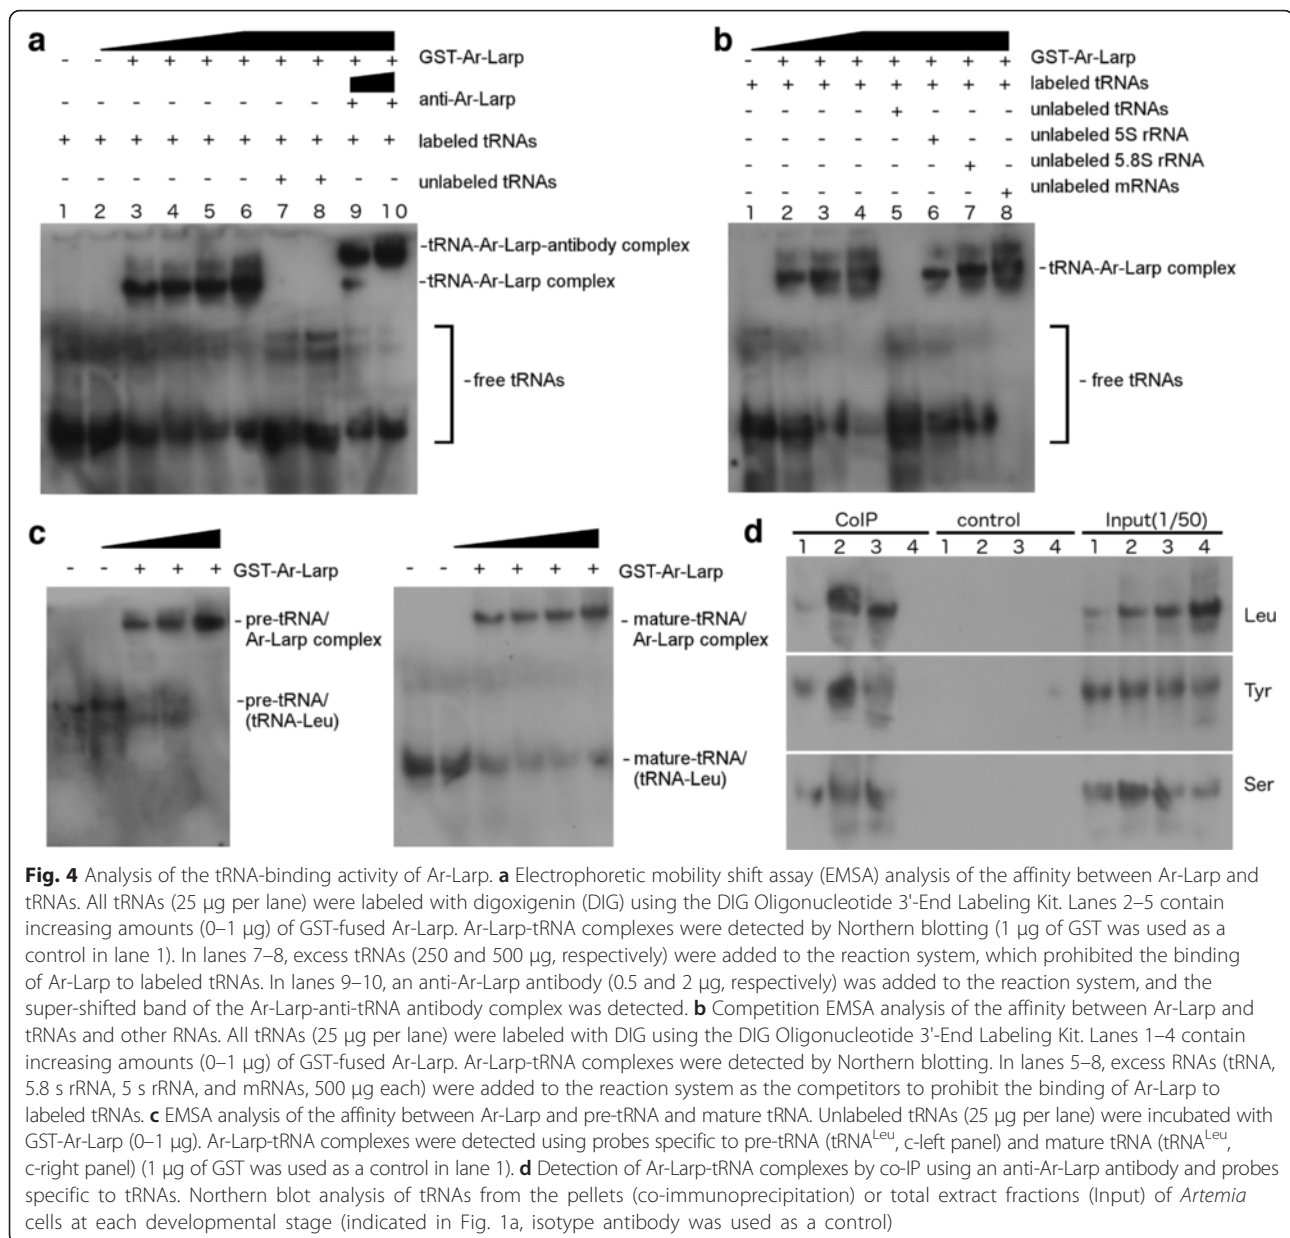 a
- - + + + + + + + + GST-Ar-Larp
- - - - - - - - + + anti-Ar-Larp
+ + + + + + + + + + labeled tRNAs
- - - - - - + + - - unlabeled tRNAs
1 2 3 4 5 6 7 8 9 10
-tRNA-Ar-Larp-antibody complex
-tRNA-Ar-Larp complex
-free tRNAs
b
- + + + + + + + GST-Ar-Larp
+ + + + + + + + labeled tRNAs
- - - - + - - - unlabeled tRNAs
- - - - - + - - unlabeled 5S rRNA
- - - - - - + - unlabeled 5.8S rRNA
- - - - - - - + unlabeled mRNAs
1 2 3 4 5 6 7 8
-tRNA-Ar-Larp complex
- free tRNAs
c
- - + + + GST-Ar-Larp
- pre-tRNA/
Ar-Larp complex
-pre-tRNA/
(tRNA-Leu)
- - + + + + GST-Ar-Larp
- mature-tRNA/
Ar-Larp complex
- mature-tRNA/
(tRNA-Leu)
d
CoIP control Input(1/50)
1 2 3 4 1 2 3 4 1 2 3 4
Leu
Tyr
Ser
Fig. 4 Analysis of the tRNA-binding activity of Ar-Larp. a Electrophoretic mobility shift assay (EMSA) analysis of the affinity between Ar-Larp and
tRNAs. All tRNAs (25 µg per lane) were labeled with digoxigenin (DIG) using the DIG Oligonucleotide 3'-End Labeling Kit. Lanes 2–5 contain
increasing amounts (0–1 µg) of GST-fused Ar-Larp. Ar-Larp-tRNA complexes were detected by Northern blotting (1 µg of GST was used as a
control in lane 1). In lanes 7–8, excess tRNAs (250 and 500 µg, respectively) were added to the reaction system, which prohibited the binding
of Ar-Larp to labeled tRNAs. In lanes 9–10, an anti-Ar-Larp antibody (0.5 and 2 µg, respectively) was added to the reaction system, and the
super-shifted band of the Ar-Larp-anti-tRNA antibody complex was detected. b Competition EMSA analysis of the affinity between Ar-Larp and
tRNAs and other RNAs. All tRNAs (25 µg per lane) were labeled with DIG using the DIG Oligonucleotide 3'-End Labeling Kit. Lanes 1–4 contain
increasing amounts (0–1 µg) of GST-fused Ar-Larp. Ar-Larp-tRNA complexes were detected by Northern blotting. In lanes 5–8, excess RNAs (tRNA,
5.8 s rRNA, 5 s rRNA, and mRNAs, 500 µg each) were added to the reaction system as the competitors to prohibit the binding of Ar-Larp to
labeled tRNAs. c EMSA analysis of the affinity between Ar-Larp and pre-tRNA and mature tRNA. Unlabeled tRNAs (25 µg per lane) were incubated with
GST-Ar-Larp (0–1 µg). Ar-Larp-tRNA complexes were detected using probes specific to pre-tRNA (tRNA^Leu, c-left panel) and mature tRNA (tRNA^Leu,
c-right panel) (1 µg of GST was used as a control in lane 1). d Detection of Ar-Larp-tRNA complexes by co-IP using an anti-Ar-Larp antibody and probes
specific to tRNAs. Northern blot analysis of tRNAs from the pellets (co-immunoprecipitation) or total extract fractions (Input) of Artemia
cells at each developmental stage (indicated in Fig. 1a, isotype antibody was used as a control)